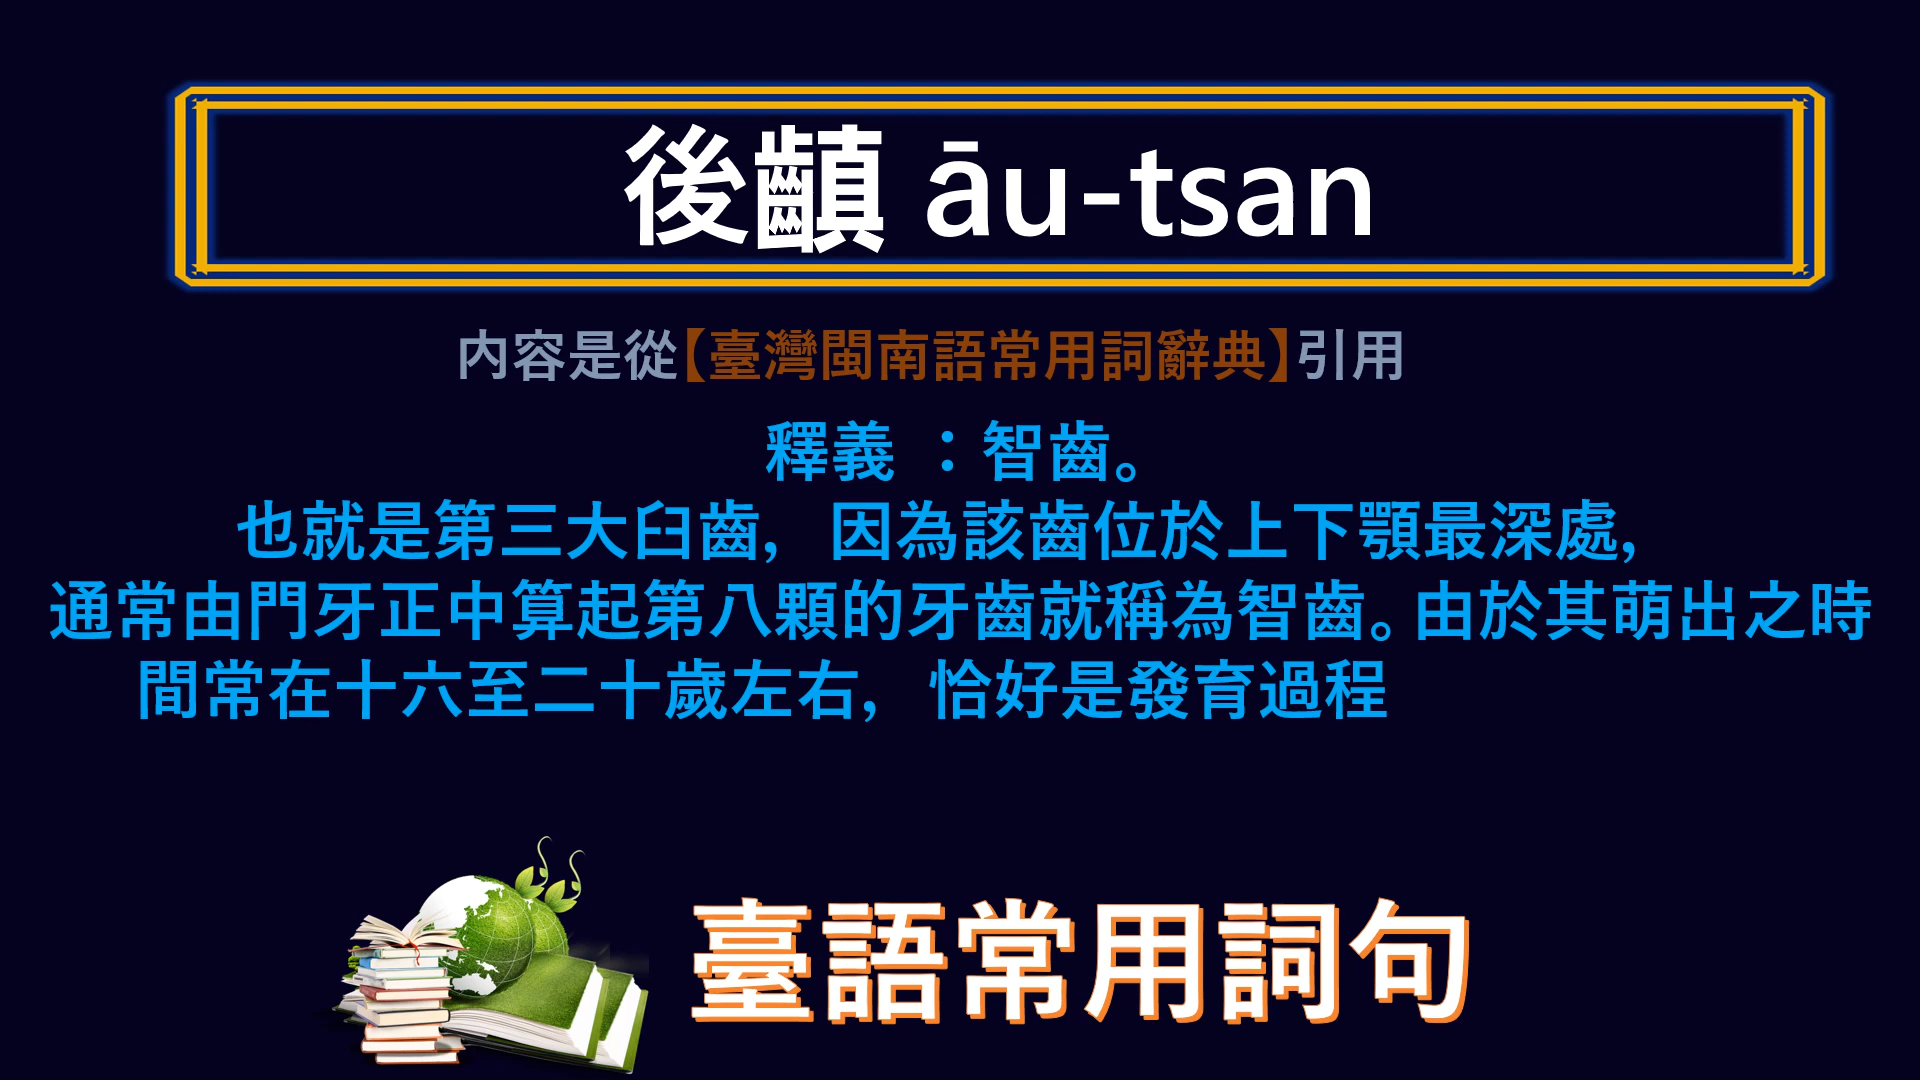 後齻 āu-tsan
內容是從【臺灣閩南語常用詞辭典】引用
釋義 ：智齒。
也就是第三大臼齒, 因為該齒位於上下顎最深處,
通常由門牙正中算起第八顆的牙齒就稱為智齒。由於其萌出之時
間常在十六至二十歲左右, 恰好是發育過程
臺語常用詞句